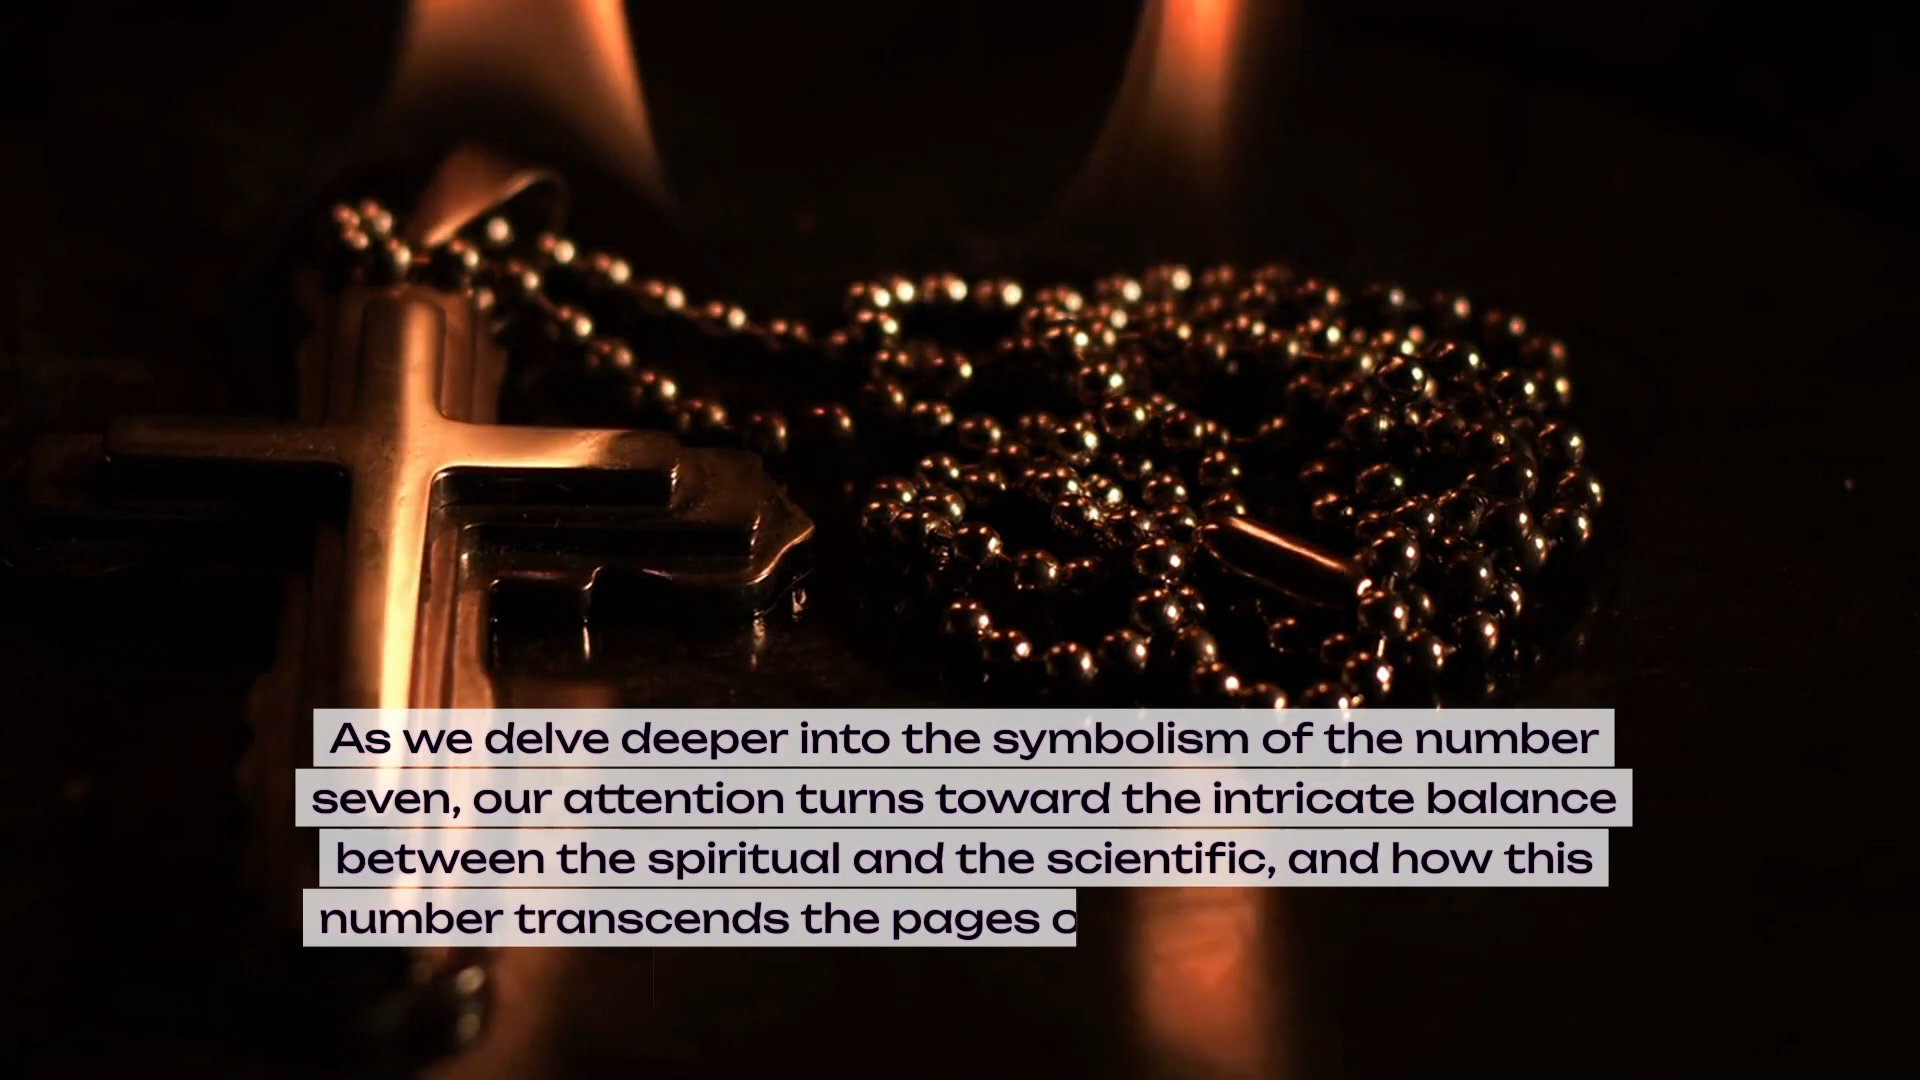 As we delve deeper into the symbolism of the number
seven, our attention turns toward the intricate balance
between the spiritual and the scientific, and how this
number transcends the pages